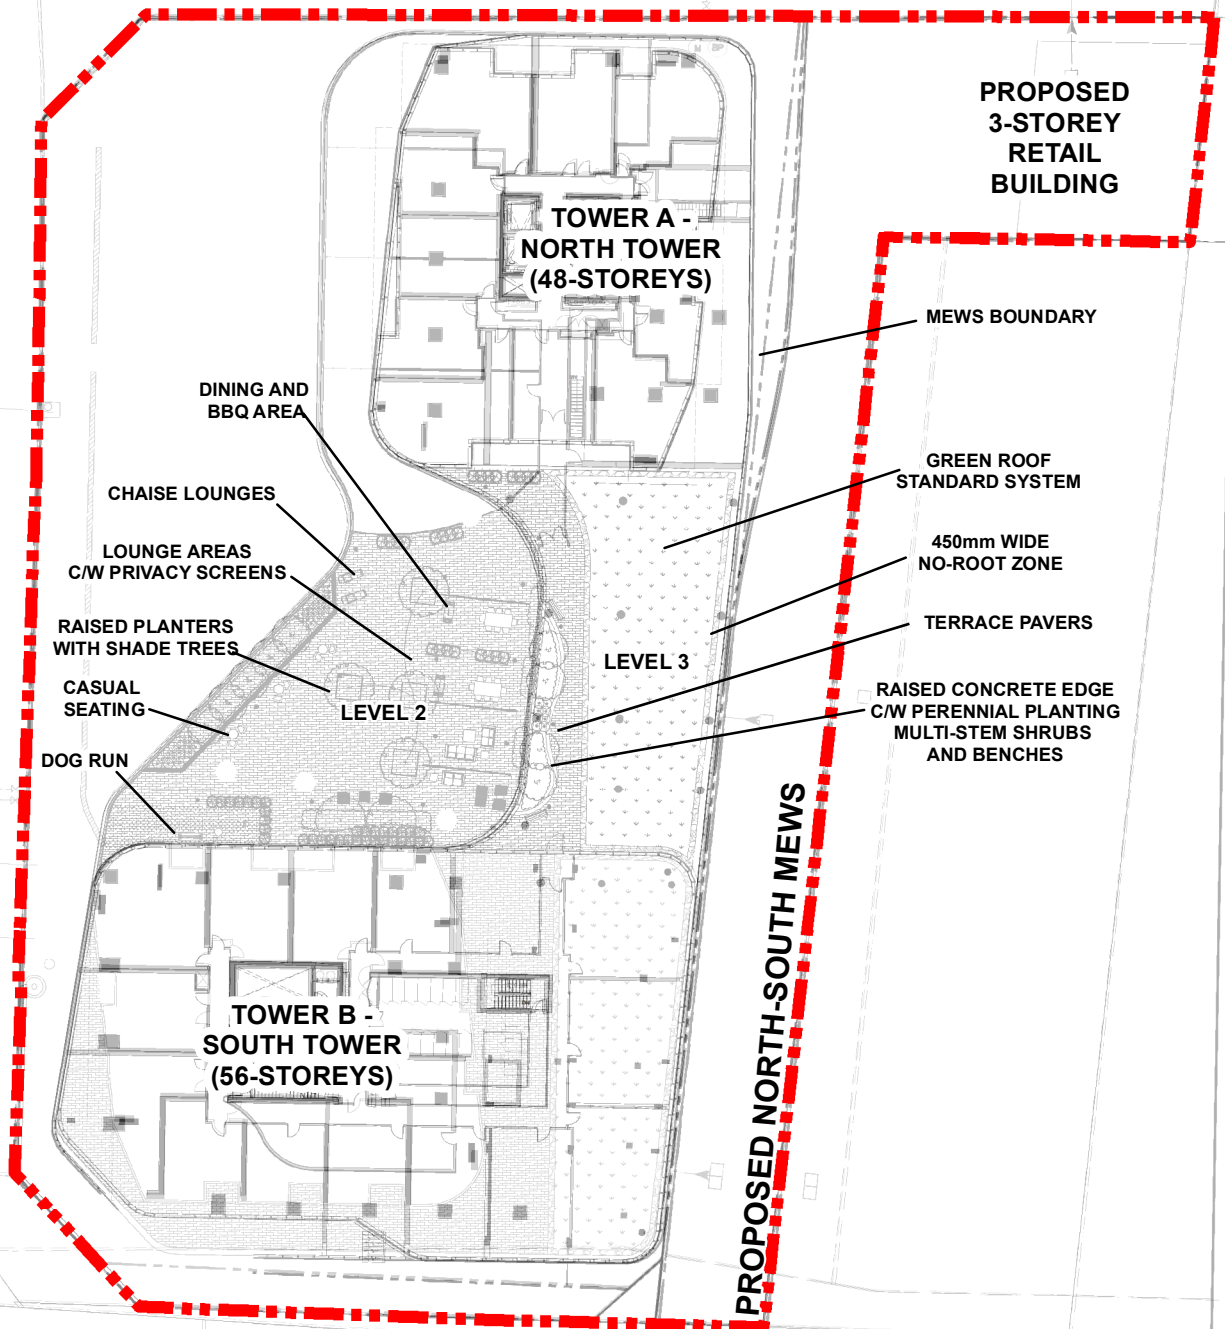 PROPOSED
3-STOREY
RETAIL
BUILDING
TOWER A -
NORTH TOWER
(48-STOREYS)
MEWS BOUNDARY
DINING AND
BBQ AREA
GREEN ROOF
STANDARD SYSTEM
CHAISE LOUNGES
450mm WIDE
NO-ROOT ZONE
LOUNGE AREAS
C/W PRIVACY SCREENS
TERRACE PAVERS
RAISED PLANTERS
WITH SHADE TREES
LEVEL 3
CASUAL
SEATING
LEVEL 2
RAISED CONCRETE EDGE
C/W PERENNIAL PLANTING
MULTI-STEM SHRUBS
AND BENCHES
DOG RUN
PROPOSED NORTH-SOUTH MEWS
TOWER B -
SOUTH TOWER
(56-STOREYS)